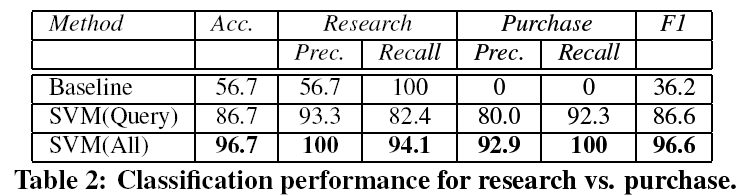 Method Acc. Research Purchase F1
Prec. Recall Prec. Recall
Baseline 56.7 56.7 100 0 0 36.2
SVM(Query) 86.7 93.3 82.4 80.0 92.3 86.6
SVM(All) 96.7 100 94.1 92.9 100 96.6
Table 2: Classification performance for research vs. purchase.